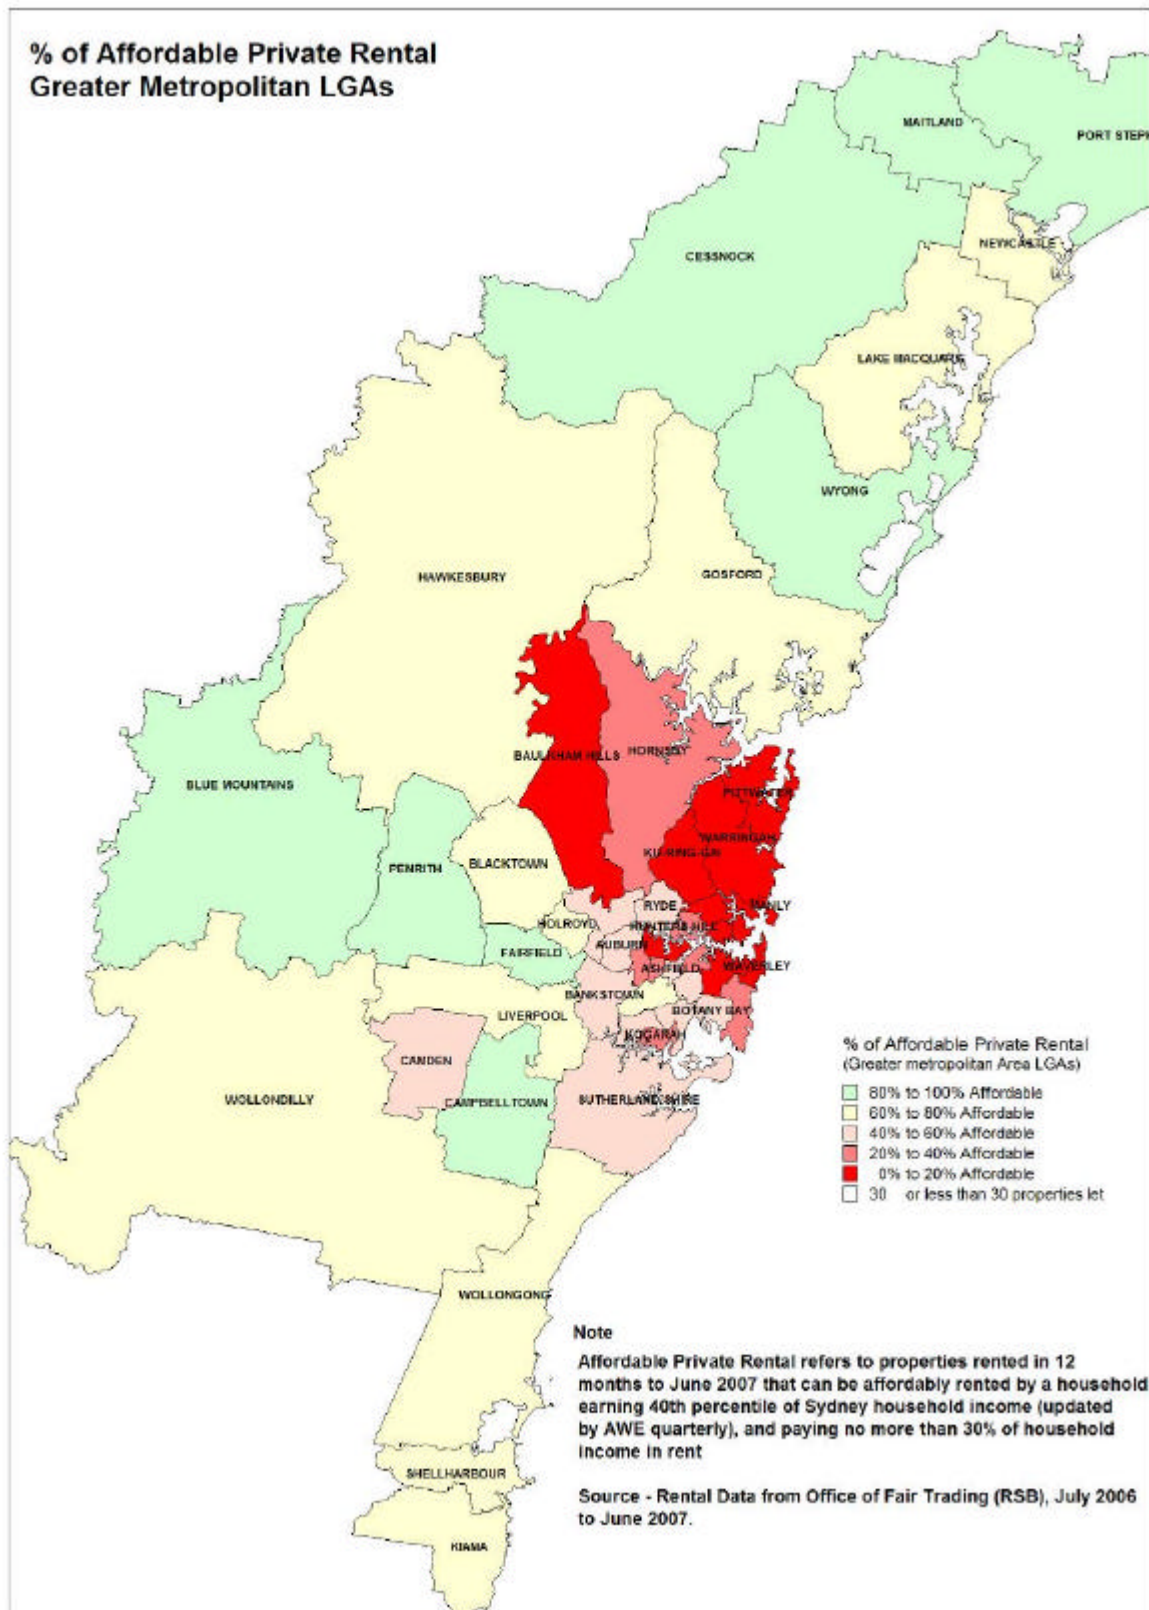 % of Affordable Private Rental
Greater Metropolitan LGAs
MAITLAND
PORT STEPH
NEWCASTLE
CESSNOCK
LAKE MACQUARIE
WYONG
HAWKESBURY
GOSFORD
BAULKHAM HILLS
HORNSBY
BLUE MOUNTAINS
PITTWATER
WARRINGAH
KU-RING-GAI
BLACKTOWN
PENRITH
RYDE
MANLY
HOLROYD
HUNTERS HILL
AUBURN
FAIRFIELD
ASHFIELD
WAVERLEY
BANKSTOWN
LIVERPOOL
BOTANY BAY
KOGARAH
CAMDEN
LI
WOLLONDILLY
CAMPBELLTOWN
SUTHERLAND SHIRE
% of Affordable Private Rental
(Greater metropolitan Area LGAs)
80% to 100% Affordable
60% to 80% Affordable
40% to 60% Affordable
20% to 40% Affordable
0% to 20% Affordable
30 or less than 30 properties let
WOLLONGONG
Note
Affordable Private Rental refers to properties rented in 12
months to June 2007 that can be affordably rented by a household
earning 40th percentile of Sydney household income (updated
by AWE quarterly), and paying no more than 30% of household
income in rent
SHELLHARBOUR
Source - Rental Data from Office of Fair Trading (RSB), July 2006
to June 2007.
KIAMA